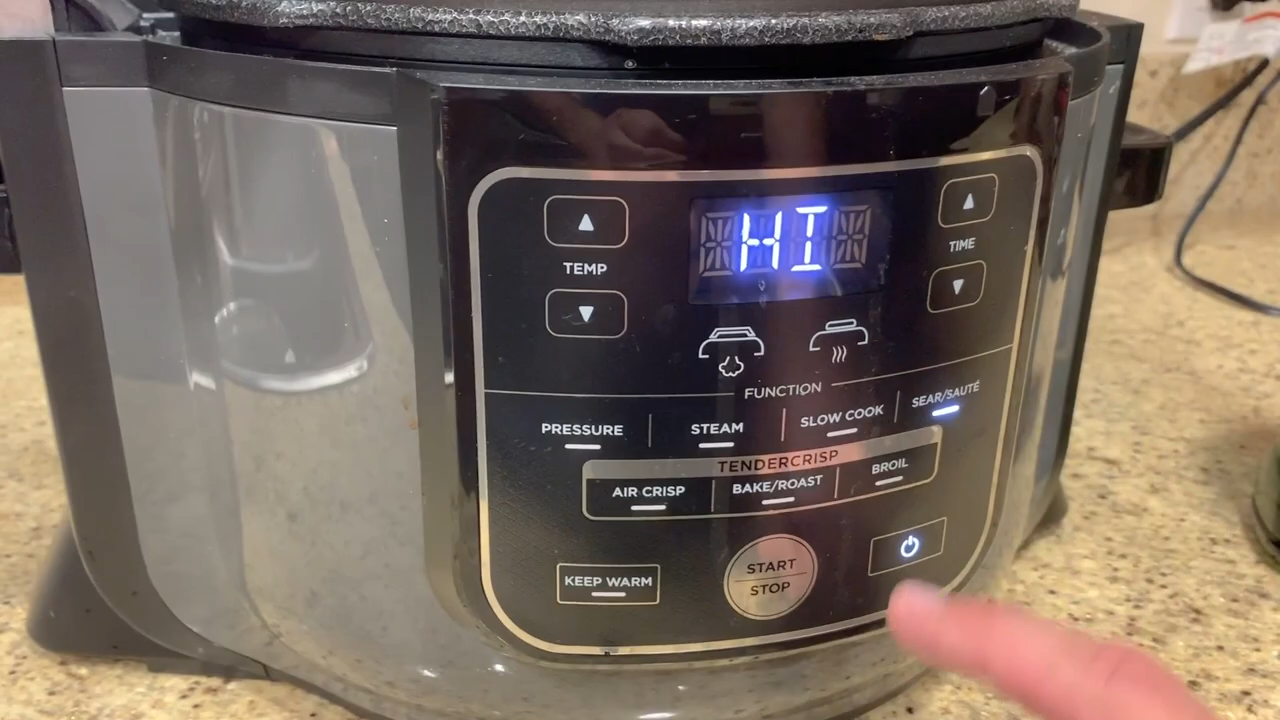 HI
TEMP
TIME
FUNCTION
PRESSURE
STEAM
SLOW COOK
SEAR/SAUTÉ
TENDERCRISP
AIR CRISP
BAKE/ROAST
BROIL
KEEP WARM
START
STOP